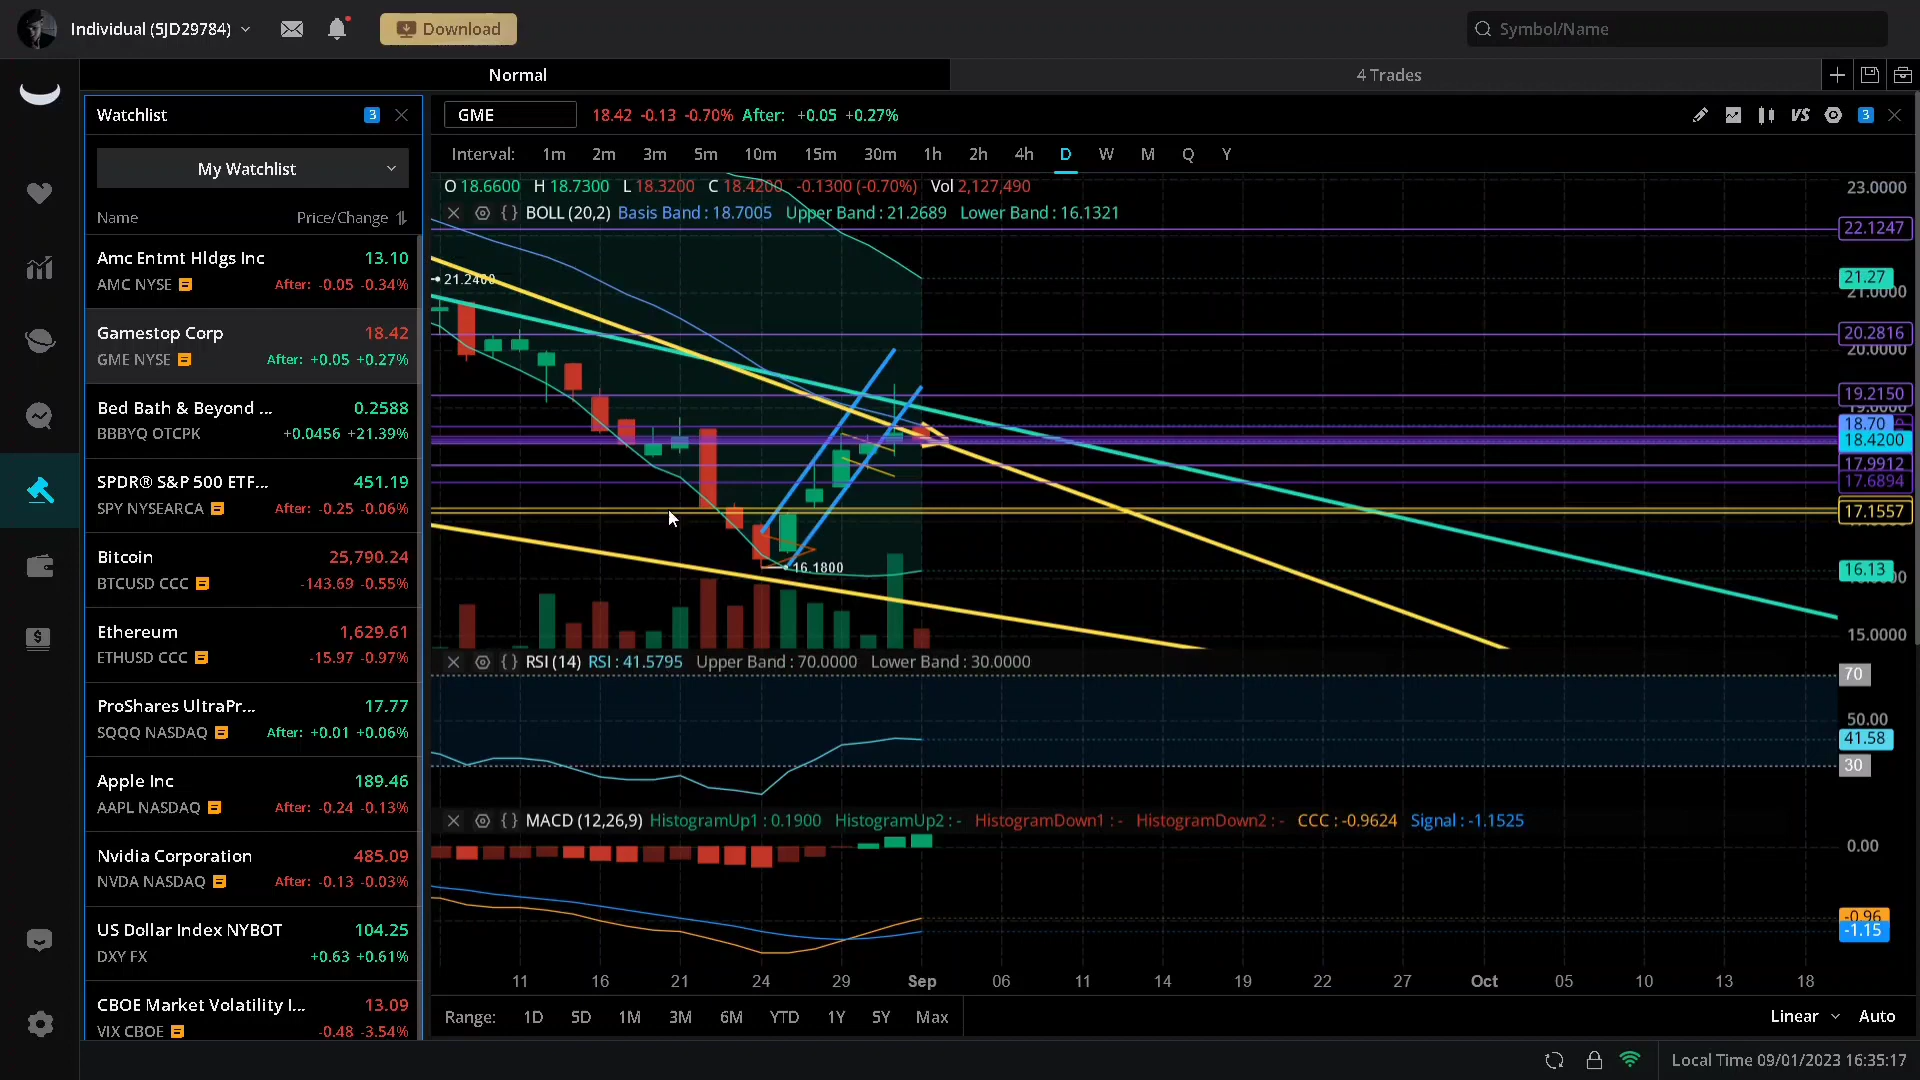 Individual (5JD29784)
Download
Symbol/Name
Normal
4 Trades
Watchlist
3
My Watchlist
Name
Price/Change
Amc Entmt Hldgs Inc
13.10
AMC NYSE
After: -0.05 -0.34%
Gamestop Corp
18.42
GME NYSE
After: +0.05 +0.27%
Bed Bath & Beyond ...
0.2588
BBBYQ OTCPK
+0.0456 +21.39%
SPDR® S&P 500 ETF...
451.19
SPY NYSEARCA
After: -0.25 -0.06%
Bitcoin
25,790.24
BTCUSD CCC
-143.69 -0.55%
Ethereum
1,629.61
ETHUSD CCC
-15.97 -0.97%
ProShares UltraPr...
17.77
SQQQ NASDAQ
After: +0.01 +0.06%
Apple Inc
189.46
AAPL NASDAQ
After: -0.24 -0.13%
Nvidia Corporation
485.09
NVDA NASDAQ
After: -0.13 -0.03%
US Dollar Index NYBOT
104.25
DXY FX
+0.63 +0.61%
CBOE Market Volatility I...
13.09
VIX CBOE
-0.48 -3.54%
GME
18.42 -0.13 -0.70% After: +0.05 +0.27%
VS
3
Interval: 1m 2m 3m 5m 10m 15m 30m 1h 2h 4h D W M Q Y
O 18.6600 H 18.7300 L 18.3200 C 18.4200 -0.1300 (-0.70%) Vol 2,127,490
BOLL (20,2) Basis Band : 18.7005 Upper Band : 21.2689 Lower Band : 16.1321
21.2400
16.1800
23.0000
22.1247
21.27
21.0000
20.2816
20.0000
19.2150
19.0000
18.70
18.4200
17.9912
17.6894
17.1557
16.13
15.0000
RSI (14) RSI : 41.5795 Upper Band : 70.0000 Lower Band : 30.0000
70
50.00
41.58
30
MACD (12,26,9) HistogramUp1 : 0.1900 HistogramUp2 : - HistogramDown1 : - HistogramDown2 : - CCC : -0.9624 Signal : -1.1525
0.00
-0.96
-1.15
11 16 21 24 29 Sep 06 11 14 19 22 27 Oct 05 10 13 18
Range: 1D 5D 1M 3M 6M YTD 1Y 5Y Max
Linear
Auto
Local Time 09/01/2023 16:35:17